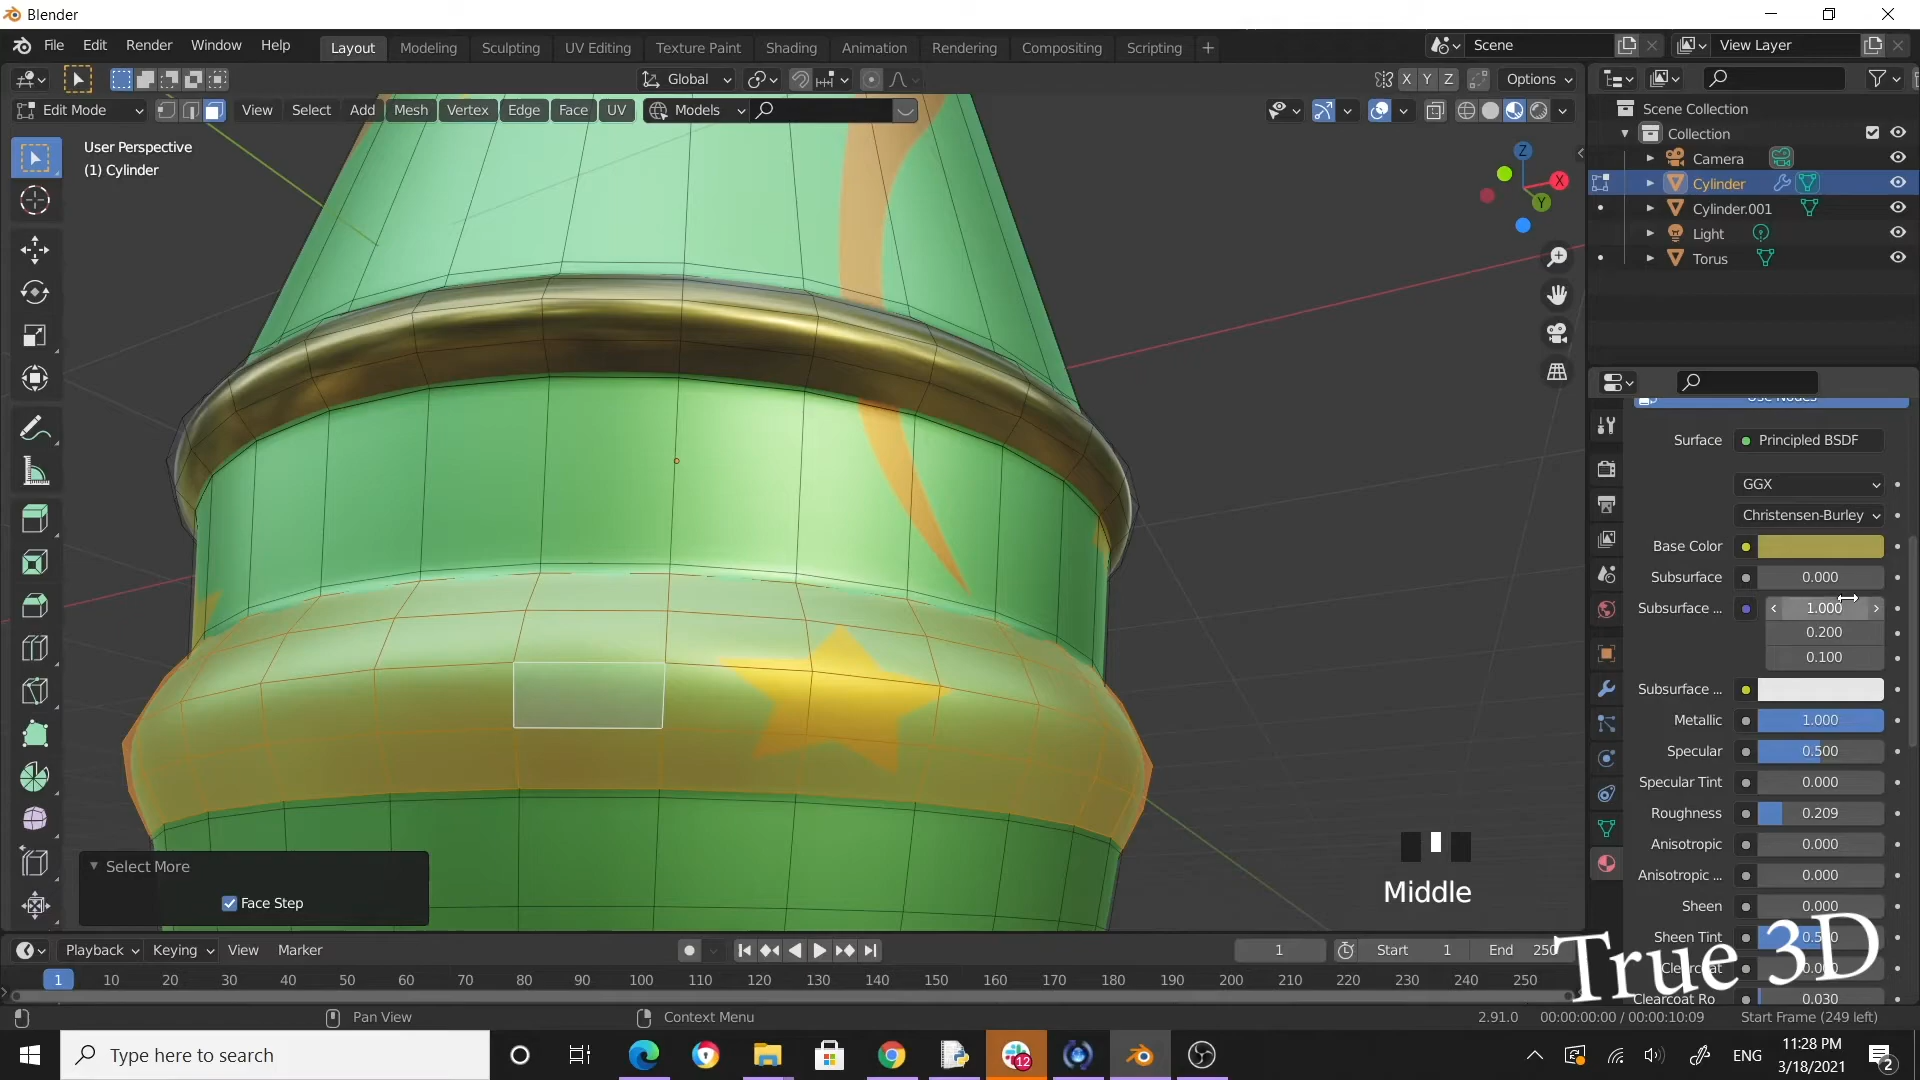 Blender
File Edit Render Window Help Layout Modeling Sculpting UV Editing Texture Paint Shading Animation Rendering Compositing Scripting + Scene View Layer
Global X Y Z Options
Edit Mode View Select Add Mesh Vertex Edge Face UV Models
User Perspective
(1) Cylinder
Z
X
Y
Scene Collection
Collection
Camera
Cylinder
Cylinder.001
Light
Torus
Surface Principled BSDF
GGX
Christensen-Burley
Base Color
Subsurface 0.000
Subsurface ... 1.000
0.200
0.100
Subsurface ...
Metallic 1.000
Specular 0.500
Specular Tint 0.000
Roughness 0.209
Anisotropic 0.000
Anisotropic ... 0.000
Sheen 0.000
Sheen Tint
Clearcoat Ro 0.030
Select More
Face Step
Middle
True 3D
Playback Keying View Marker 1 Start 1 End 250
1 10 20 30 40 50 60 70 80 90 100 110 120 130 140 150 160 170 180 190 200 210 220 230 240 250
Pan View Context Menu 2.91.0 00:00:00:00 / 00:00:10:09 Start Frame (249 left)
Type here to search 12 ENG 11:28 PM
3/18/2021 2